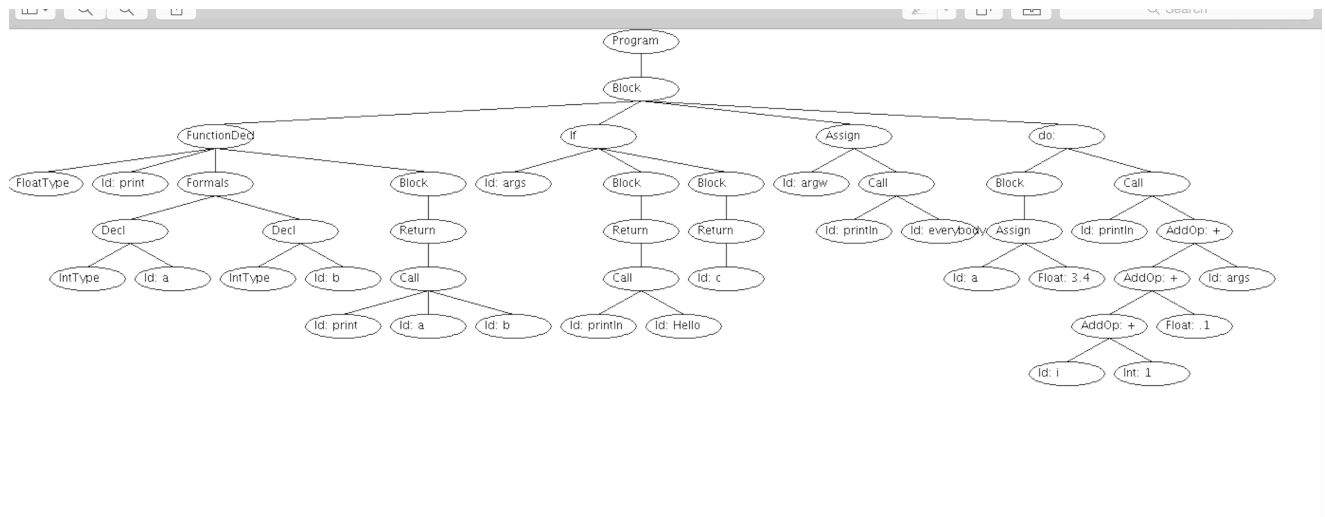 Search
Program
Block
FunctionDecl If Assign do:
FloatType Id: print Formals Block Id: args Block Block Id: argw Call Block Call
Decl Decl Return Return Return Id: println Id: everybody Assign Id: println AddOp: +
IntType Id: a IntType Id: b Call Call Id: c Id: a Float: 3.4 AddOp: + Id: args
Id: print Id: a Id: b Id: println Id: Hello AddOp: + Float: .1
Id: i Int: 1